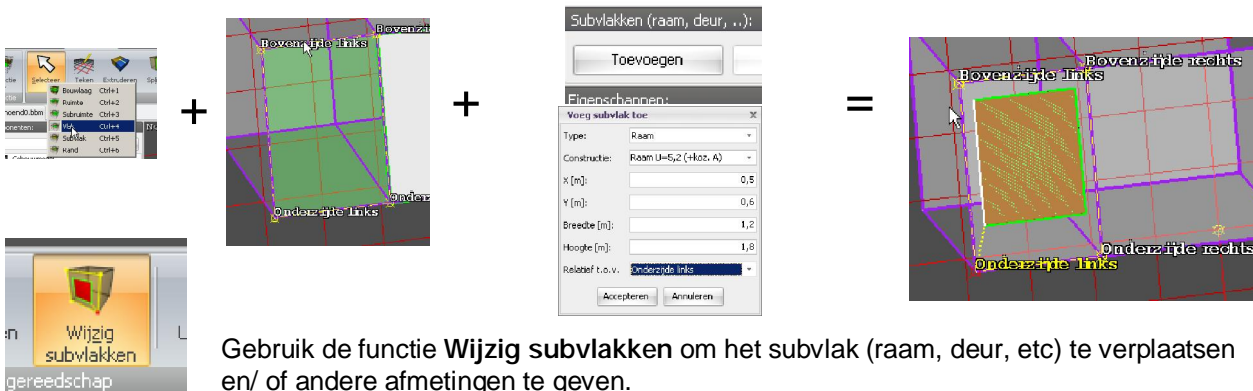 Selecteer Teken Extruderen
Bouwlaag Ctrl+1
Ruimte Ctrl+2
Subruimte Ctrl+3
Ctrl+4
Subvlak Ctrl+5
Rand Ctrl+6
+
Bovenzijde links
Onderzijde links
+
Subvlakken (raam, deur, ..):
Toevoegen
Eigenschappen:
Voeg subvlak toe
Type: Raam
Constructie: Raam U=5,2 (+koz. A)
X [m]: 0,5
Y [m]: 0,6
Breedte [m]: 1,2
Hoogte [m]: 1,8
Relatief t.o.v. Onderzijde links
Accepteren Annuleren
=
Bovenzijde links Bovenzijde rechts
Onderzijde links Onderzijde rechts
Wijzig
subvlakken
gereedschap
Gebruik de functie Wijzig subvlakken om het subvlak (raam, deur, etc) te verplaatsen
en/ of andere afmetingen te geven.